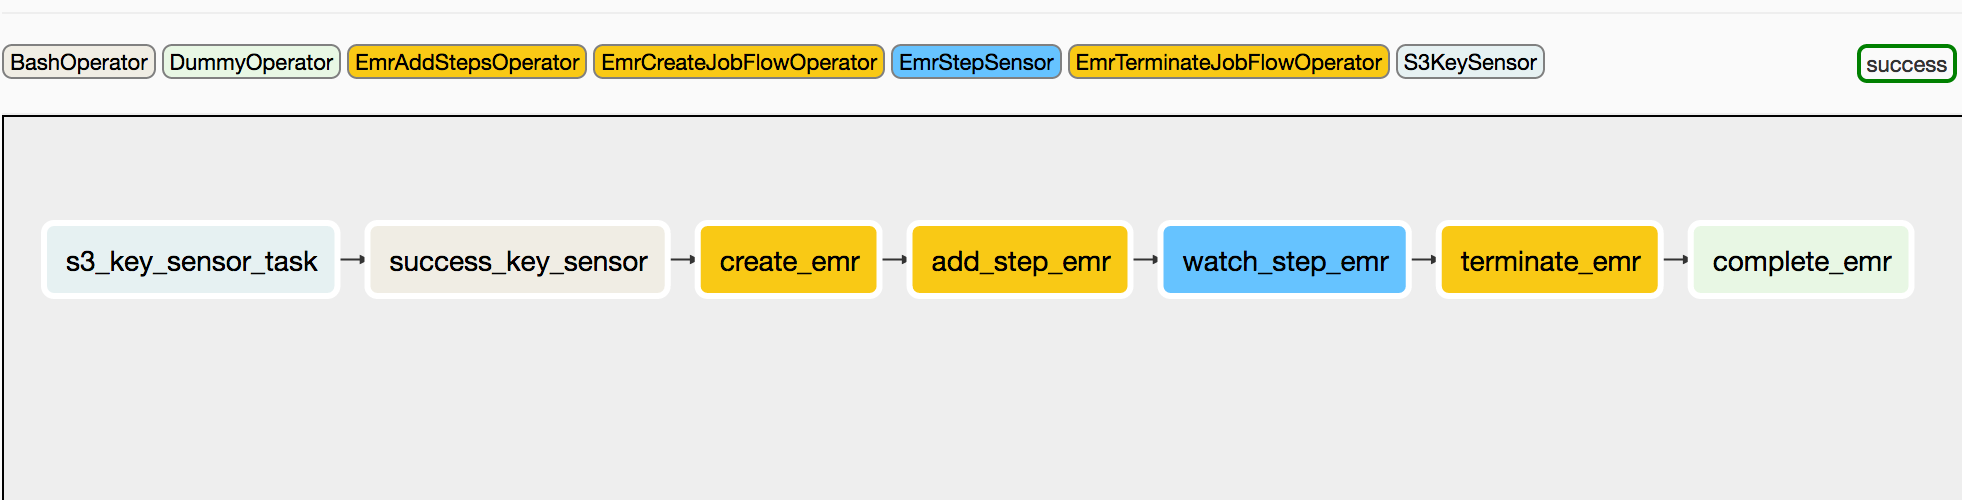 BashOperator DummyOperator EmrAddStepsOperator EmrCreateJobFlowOperator EmrStepSensor EmrTerminateJobFlowOperator S3KeySensor success
s3_key_sensor_task success_key_sensor create_emr add_step_emr watch_step_emr terminate_emr complete_emr